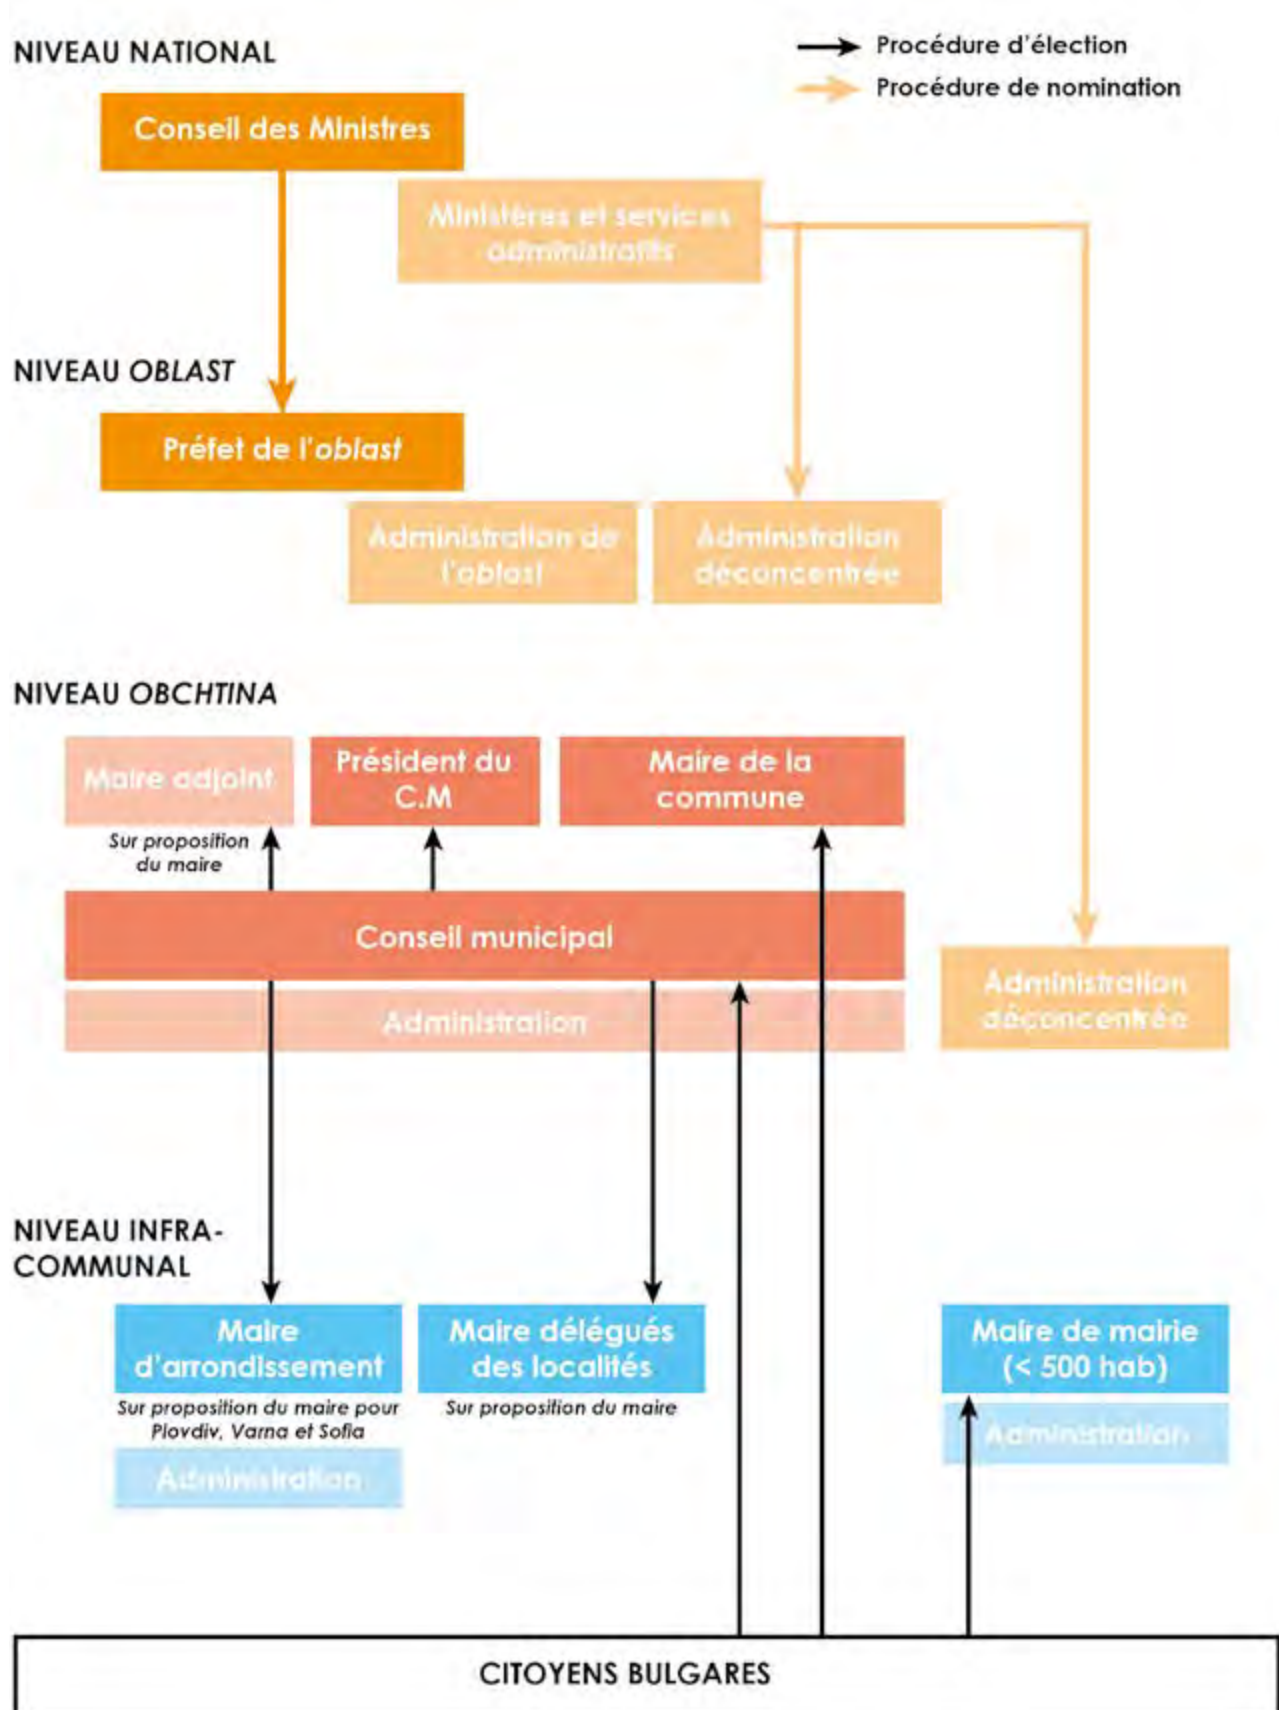 NIVEAU NATIONAL
Procédure d'élection
Procédure de nomination
Conseil des Ministres
Ministères et services
administratifs
NIVEAU OBLAST
Préfet de l'oblast
Administration de
l'oblast
Administration
déconcentrée
NIVEAU OBCHTINA
Maire adjoint
Président du
C.M
Maire de la
commune
Sur proposition
du maire
Conseil municipal
Administration
Administration
déconcentrée
NIVEAU INFRA-
COMMUNAL
Maire
d'arrondissement
Maire délégués
des localités
Maire de mairie
(< 500 hab)
Sur proposition du maire pour
Plovdiv, Varna et Sofia
Sur proposition du maire
Administration
Administration
CITOYENS BULGARES